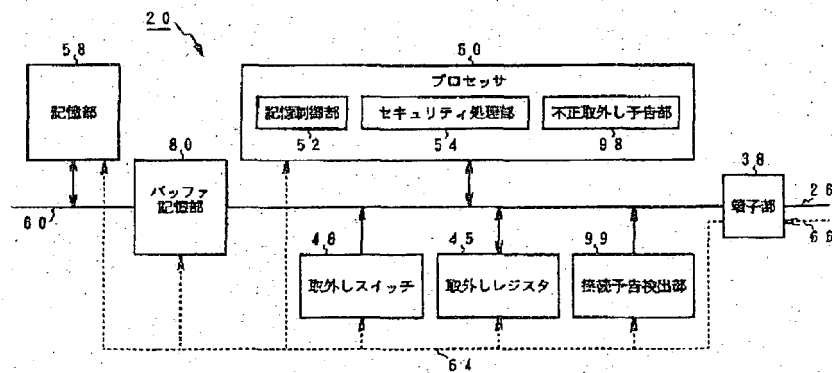 20
58
記憶部
60
プロセッサ
記憶制御部
セキュリティ処理部
不正取外し予告部
52
54
98
80
バッファ
記憶部
38
端子部
26
66
60
46
取外しスイッチ
45
取外しレジスタ
99
接続予告検出部
64